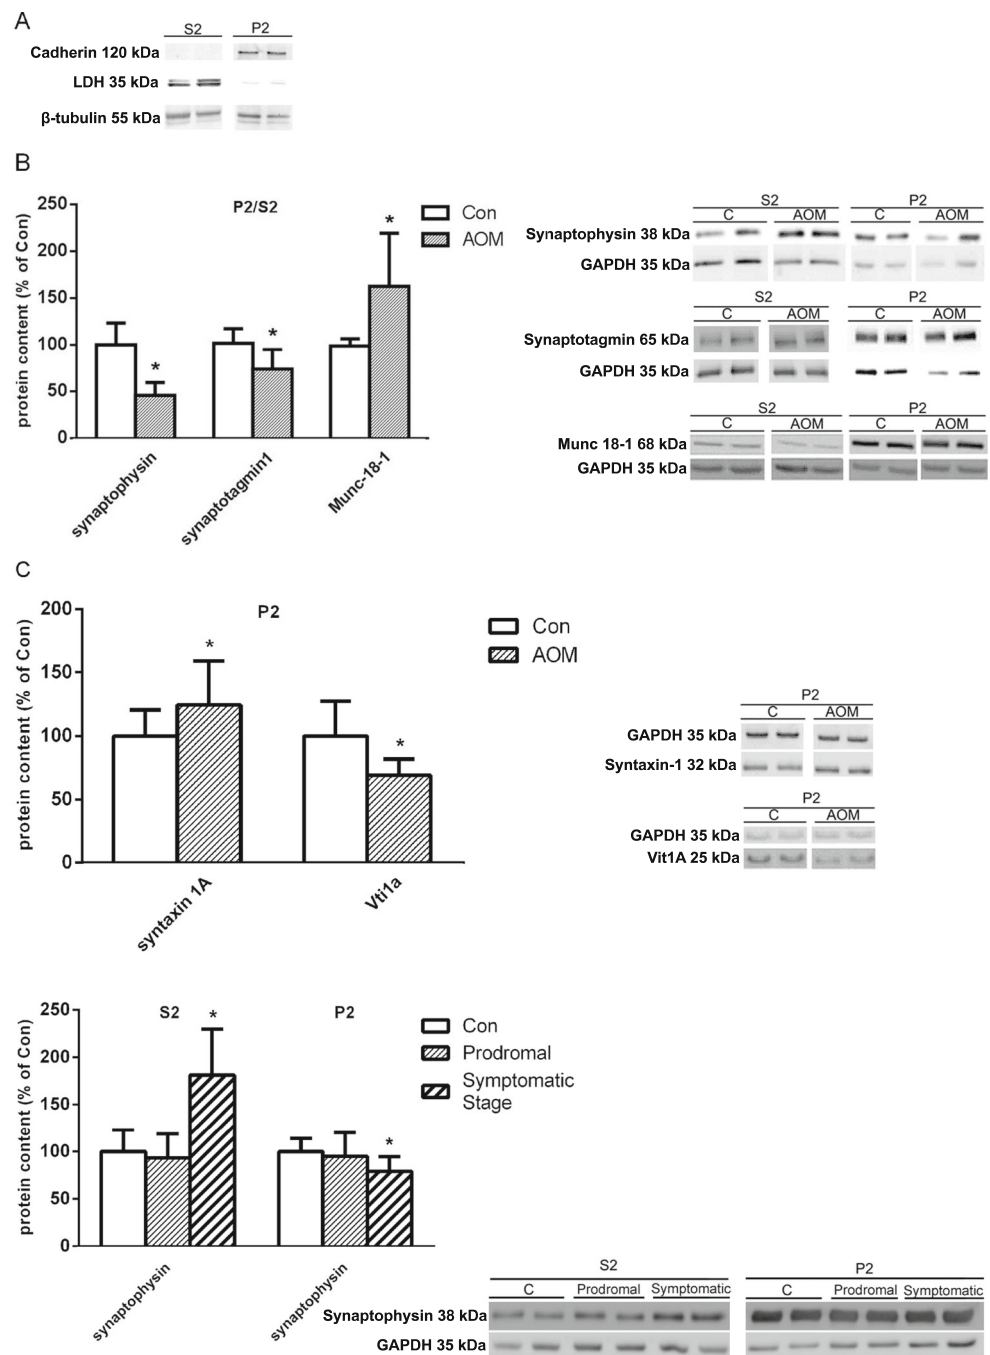 A
S2 P2
Cadherin 120 kDa
LDH 35 kDa
β-tubulin 55 kDa
B
protein content (% of Con)
250
200
150
100
50
0
P2/S2
* * *
Con
AOM
synaptophysin
synaptotagmin1
Munc-18-1
S2 P2
C AOM C AOM
Synaptophysin 38 kDa
GAPDH 35 kDa
S2 P2
C AOM C AOM
Synaptotagmin 65 kDa
GAPDH 35 kDa
S2 P2
C AOM C AOM
Munc 18-1 68 kDa
GAPDH 35 kDa
C
protein content (% of Con)
200
150
100
50
0
P2
* *
Con
AOM
syntaxin 1A
Vti1a
P2
C AOM
GAPDH 35 kDa
Syntaxin-1 32 kDa
P2
C AOM
GAPDH 35 kDa
Vit1A 25 kDa
protein content (% of Con)
250
200
150
100
50
0
S2 P2
* *
Con
Prodromal
Symptomatic
Stage
synaptophysin
synaptophysin
S2 P2
C Prodromal Symptomatic C Prodromal Symptomatic
Synaptophysin 38 kDa
GAPDH 35 kDa